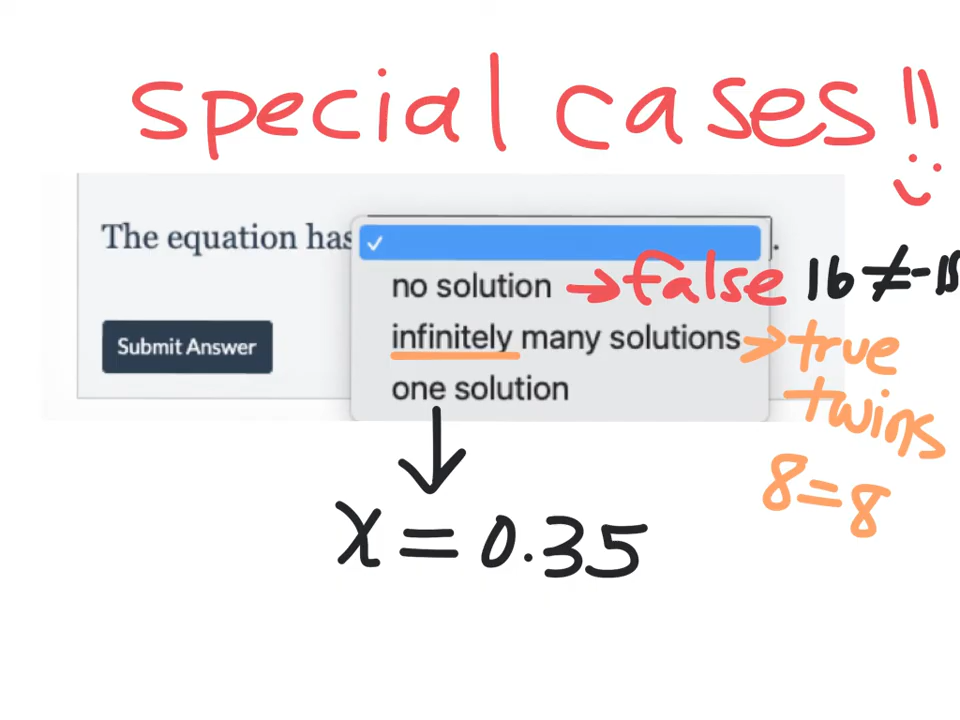 special cases!!
The equation has .
no solution → false 16 ≠ -15
infinitely many solutions → true
twins
one solution
Submit Answer
8=8
x = 0.35